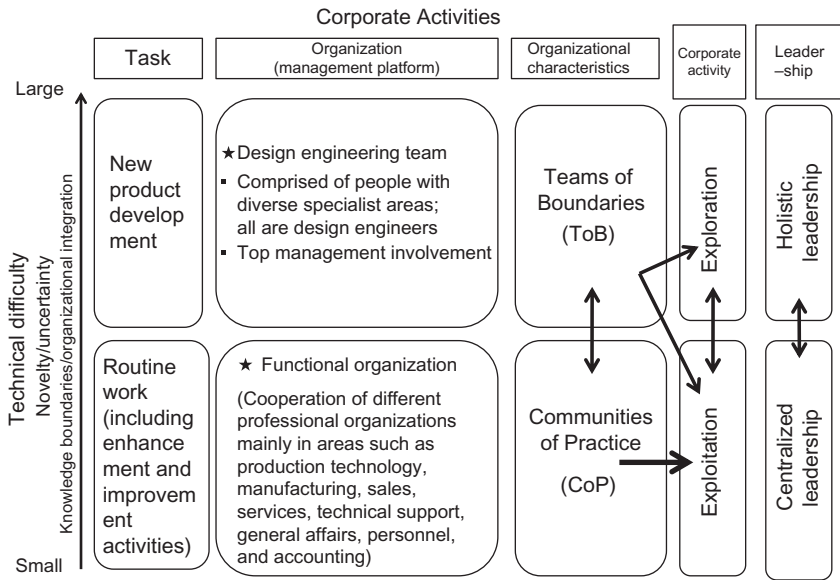 Corporate Activities
Task
Organization
(management platform)
Organizational
characteristics
Corporate
activity
Leader
–ship
Large
Technical difficulty
Novelty/uncertainty
Knowledge boundaries/organizational integration
Small
New
product
develop
ment
★Design engineering team
▪ Comprised of people with
diverse specialist areas;
all are design engineers
▪ Top management involvement
Teams of
Boundaries
(ToB)
Exploration
Holistic
leadership
Routine
work
(including
enhance
ment and
improvem
ent
activities)
★ Functional organization
(Cooperation of different
professional organizations
mainly in areas such as
production technology,
manufacturing, sales,
services, technical support,
general affairs, personnel,
and accounting)
Communities
of Practice
(CoP)
Exploitation
Centralized
leadership